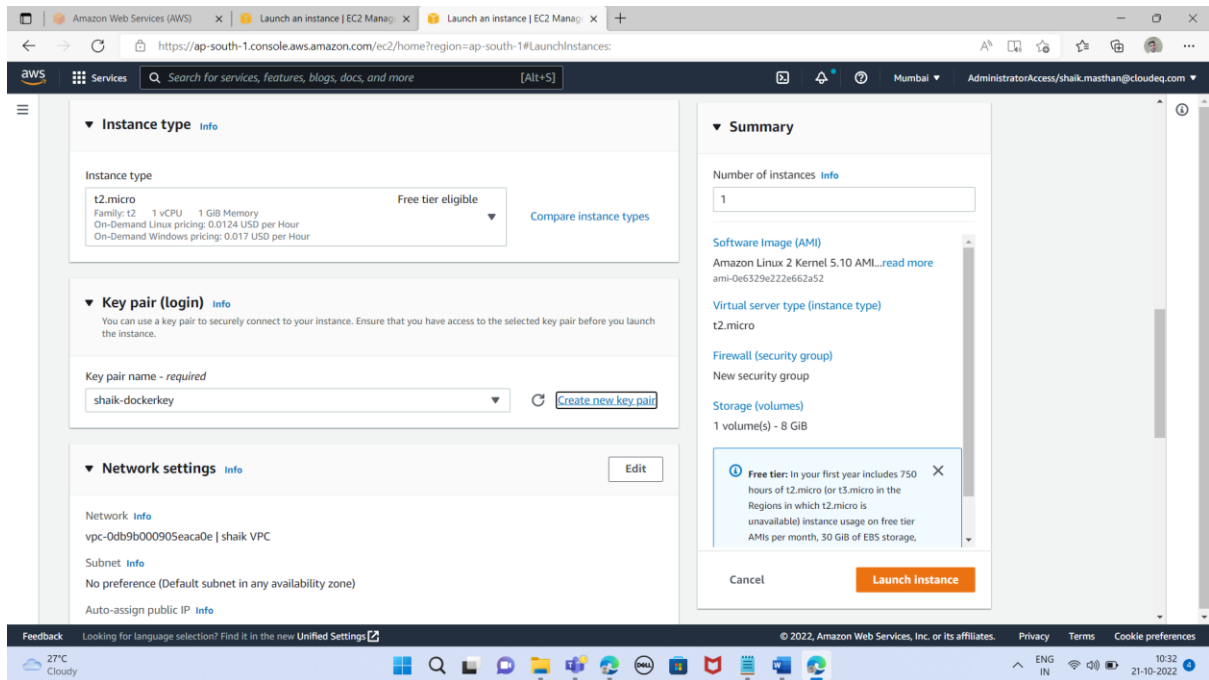 Amazon Web Services (AWS)
Launch an instance | EC2 Manag
Launch an instance | EC2 Manag
https://ap-south-1.console.aws.amazon.com/ec2/home?region=ap-south-1#LaunchInstances:
aws
Services
Search for services, features, blogs, docs, and more
[Alt+S]
Mumbai
AdministratorAccess/shaik.masthan@cloudeq.com
Instance type Info
Instance type
t2.micro
Free tier eligible
Family: t2 1 vCPU 1 GiB Memory
On-Demand Linux pricing: 0.0124 USD per Hour
On-Demand Windows pricing: 0.017 USD per Hour
Compare instance types
Key pair (login) Info
You can use a key pair to securely connect to your instance. Ensure that you have access to the selected key pair before you launch
the instance.
Key pair name - required
shaik-dockerkey
Create new key pair
Network settings Info
Edit
Network Info
vpc-0db9b000905eaca0e | shaik VPC
Subnet Info
No preference (Default subnet in any availability zone)
Auto-assign public IP Info
Summary
Number of instances Info
1
Software Image (AMI)
Amazon Linux 2 Kernel 5.10 AMI...read more
ami-0e6329e222e662a52
Virtual server type (instance type)
t2.micro
Firewall (security group)
New security group
Storage (volumes)
1 volume(s) - 8 GiB
Free tier: In your first year includes 750
hours of t2.micro (or t3.micro in the
Regions in which t2.micro is
unavailable) instance usage on free tier
AMIs per month, 30 GiB of EBS storage,
Cancel
Launch instance
Feedback
Looking for language selection? Find it in the new Unified Settings
© 2022, Amazon Web Services, Inc. or its affiliates.
Privacy
Terms
Cookie preferences
27°C
Cloudy
DELL
ENG
IN
10:32
21-10-2022
4